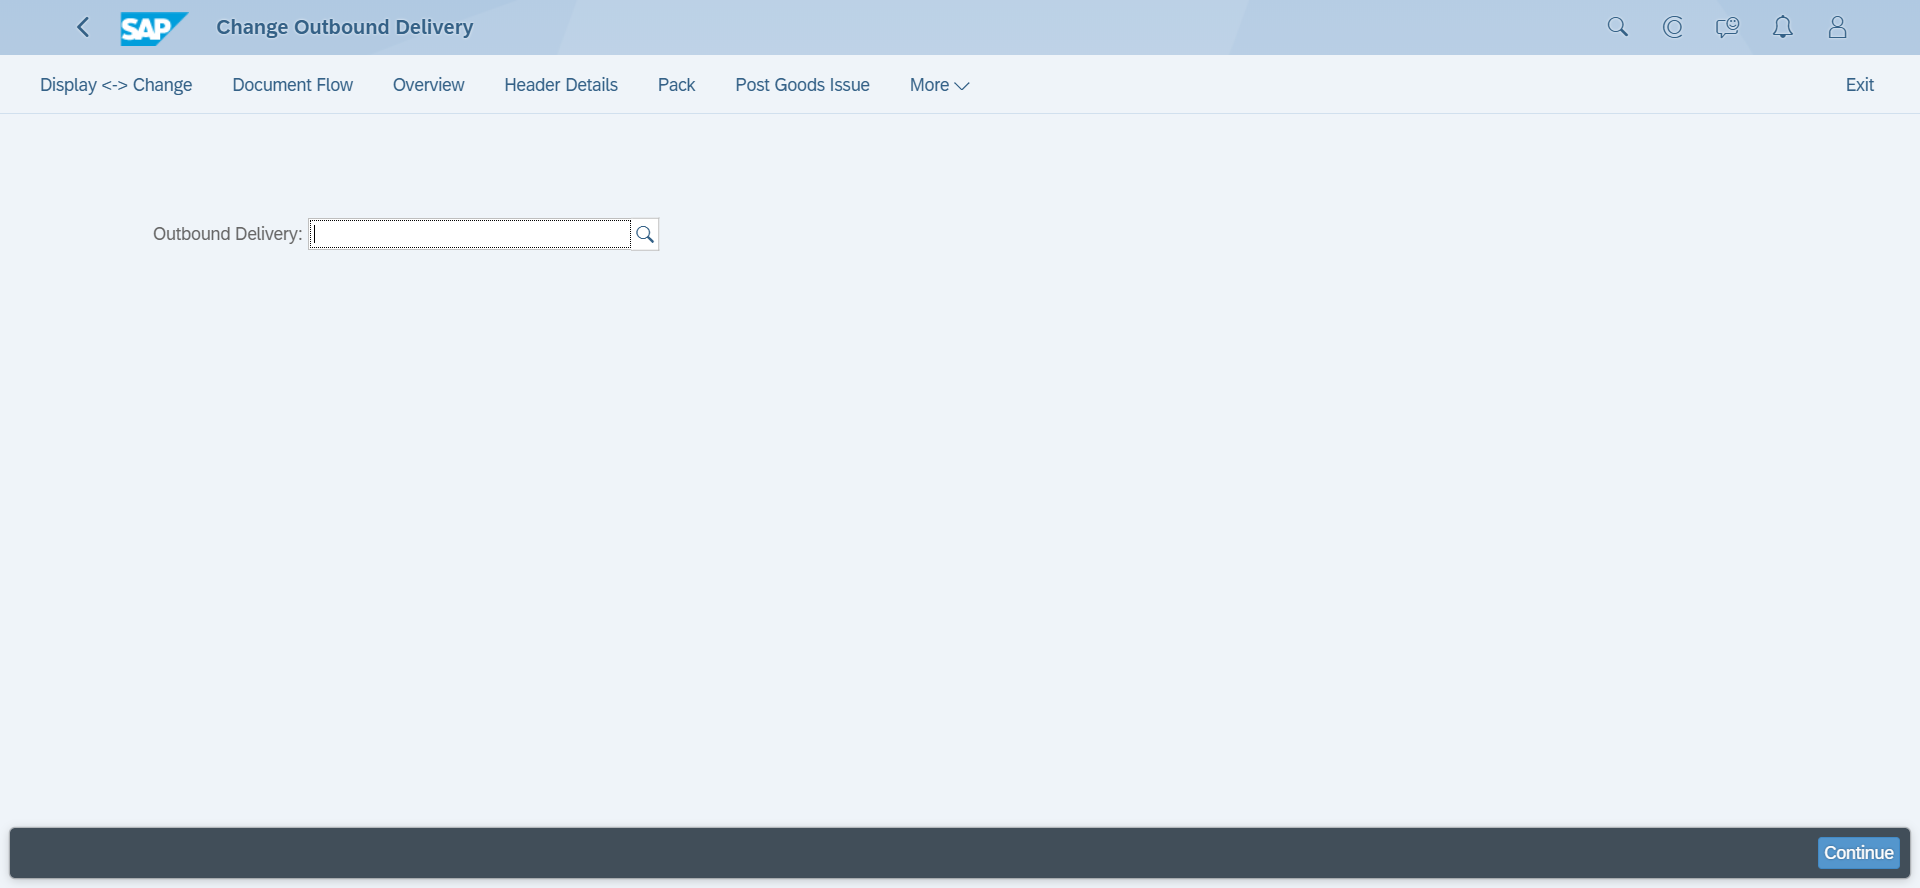 SAP Change Outbound Delivery
Display <-> Change Document Flow Overview Header Details Pack Post Goods Issue More Exit
Outbound Delivery:
Continue